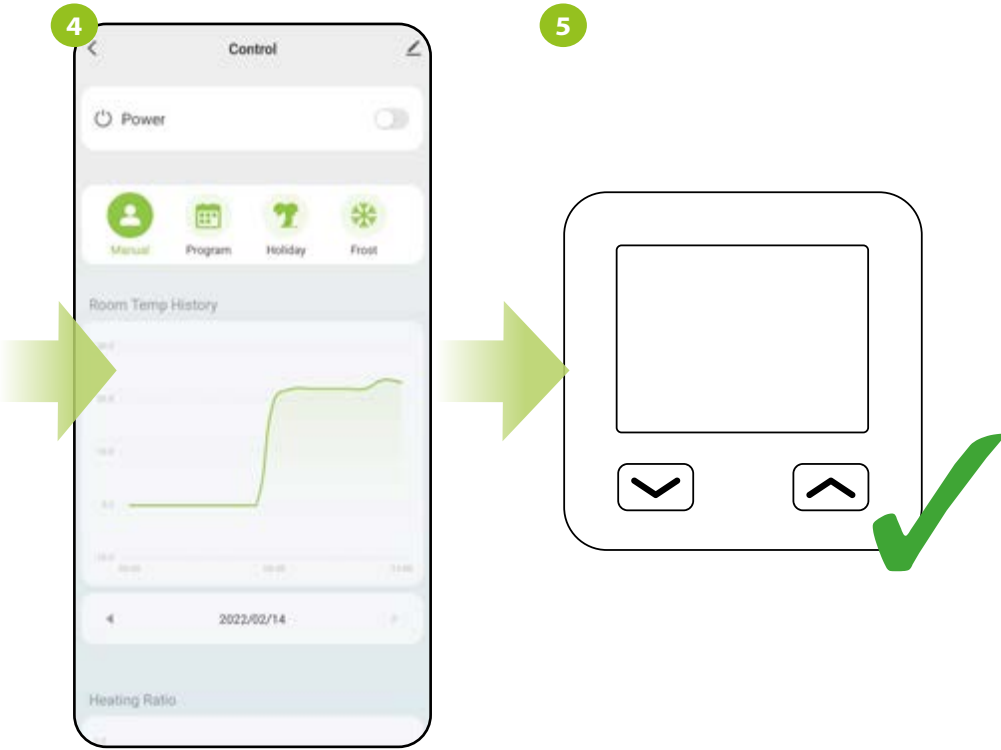 4
5
Control
Power
Manual Program Holiday Frost
Room Temp History
2022/02/14
Heating Ratio